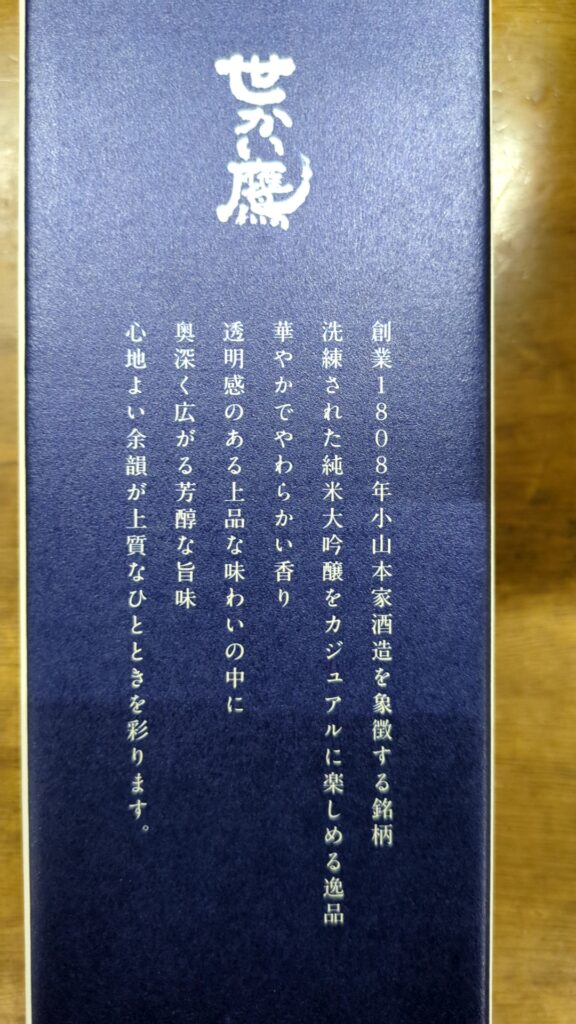 世かい鷹
創業1808年小山本家酒造を象徴する銘柄
洗練された純米大吟醸をカジュアルに楽しめる逸品
華やかでやわらかい香り
透明感のある上品な味わいの中に
奥深く広がる芳醇な旨味
心地よい余韻が上質なひとときを彩ります。